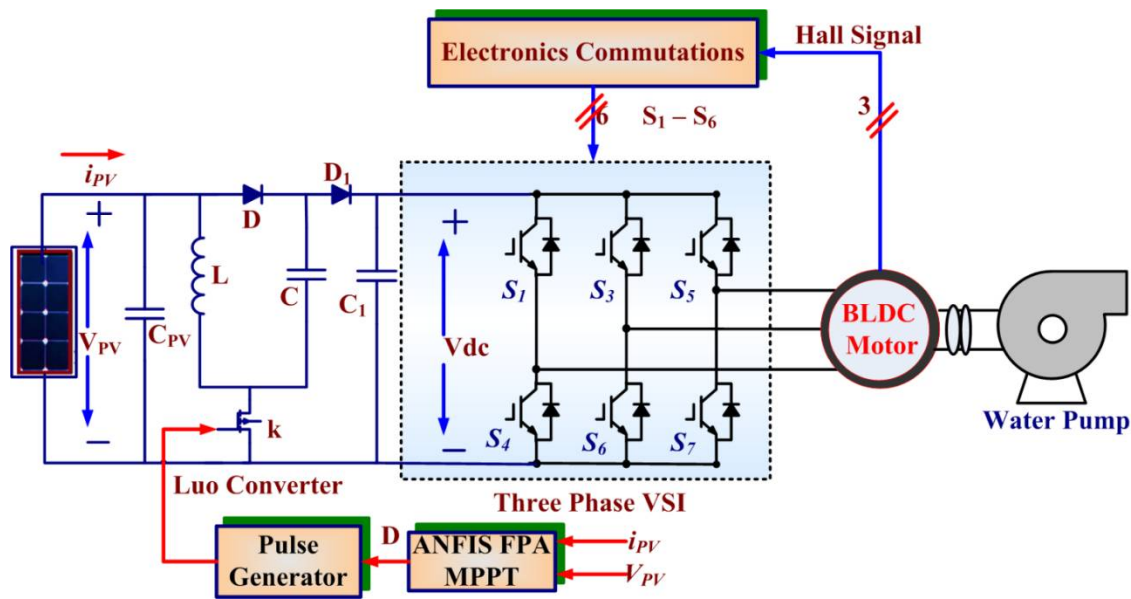 Electronics Commutations
Hall Signal
6
S₁ – S₆
3
iPV
D
D₁
+
+
L
C
C₁
VPV
CPV
Vdc
S₁
S₃
S₅
BLDC
Motor
k
S₄
S₆
S₇
–
–
Water Pump
Luo Converter
Three Phase VSI
Pulse
Generator
D
ANFIS FPA
MPPT
iPV
VPV